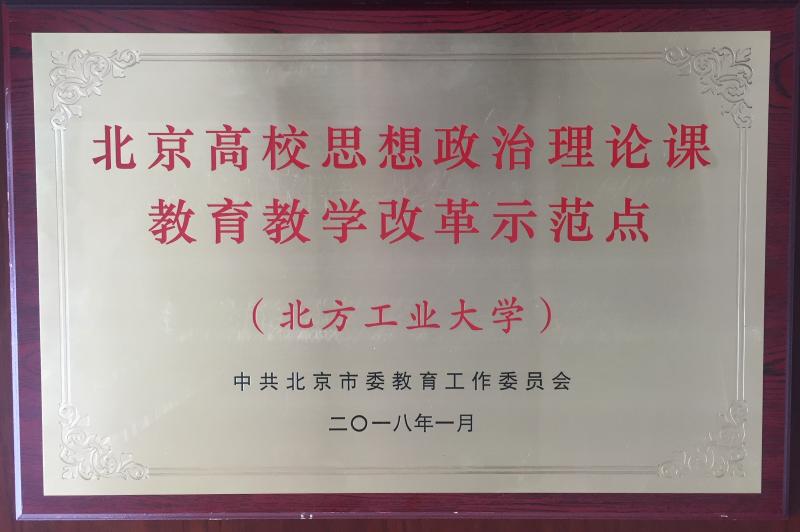 北京高校思想政治理论课
教育教学改革示范点
（北方工业大学）
中共北京市委教育工作委员会
二〇一八年一月